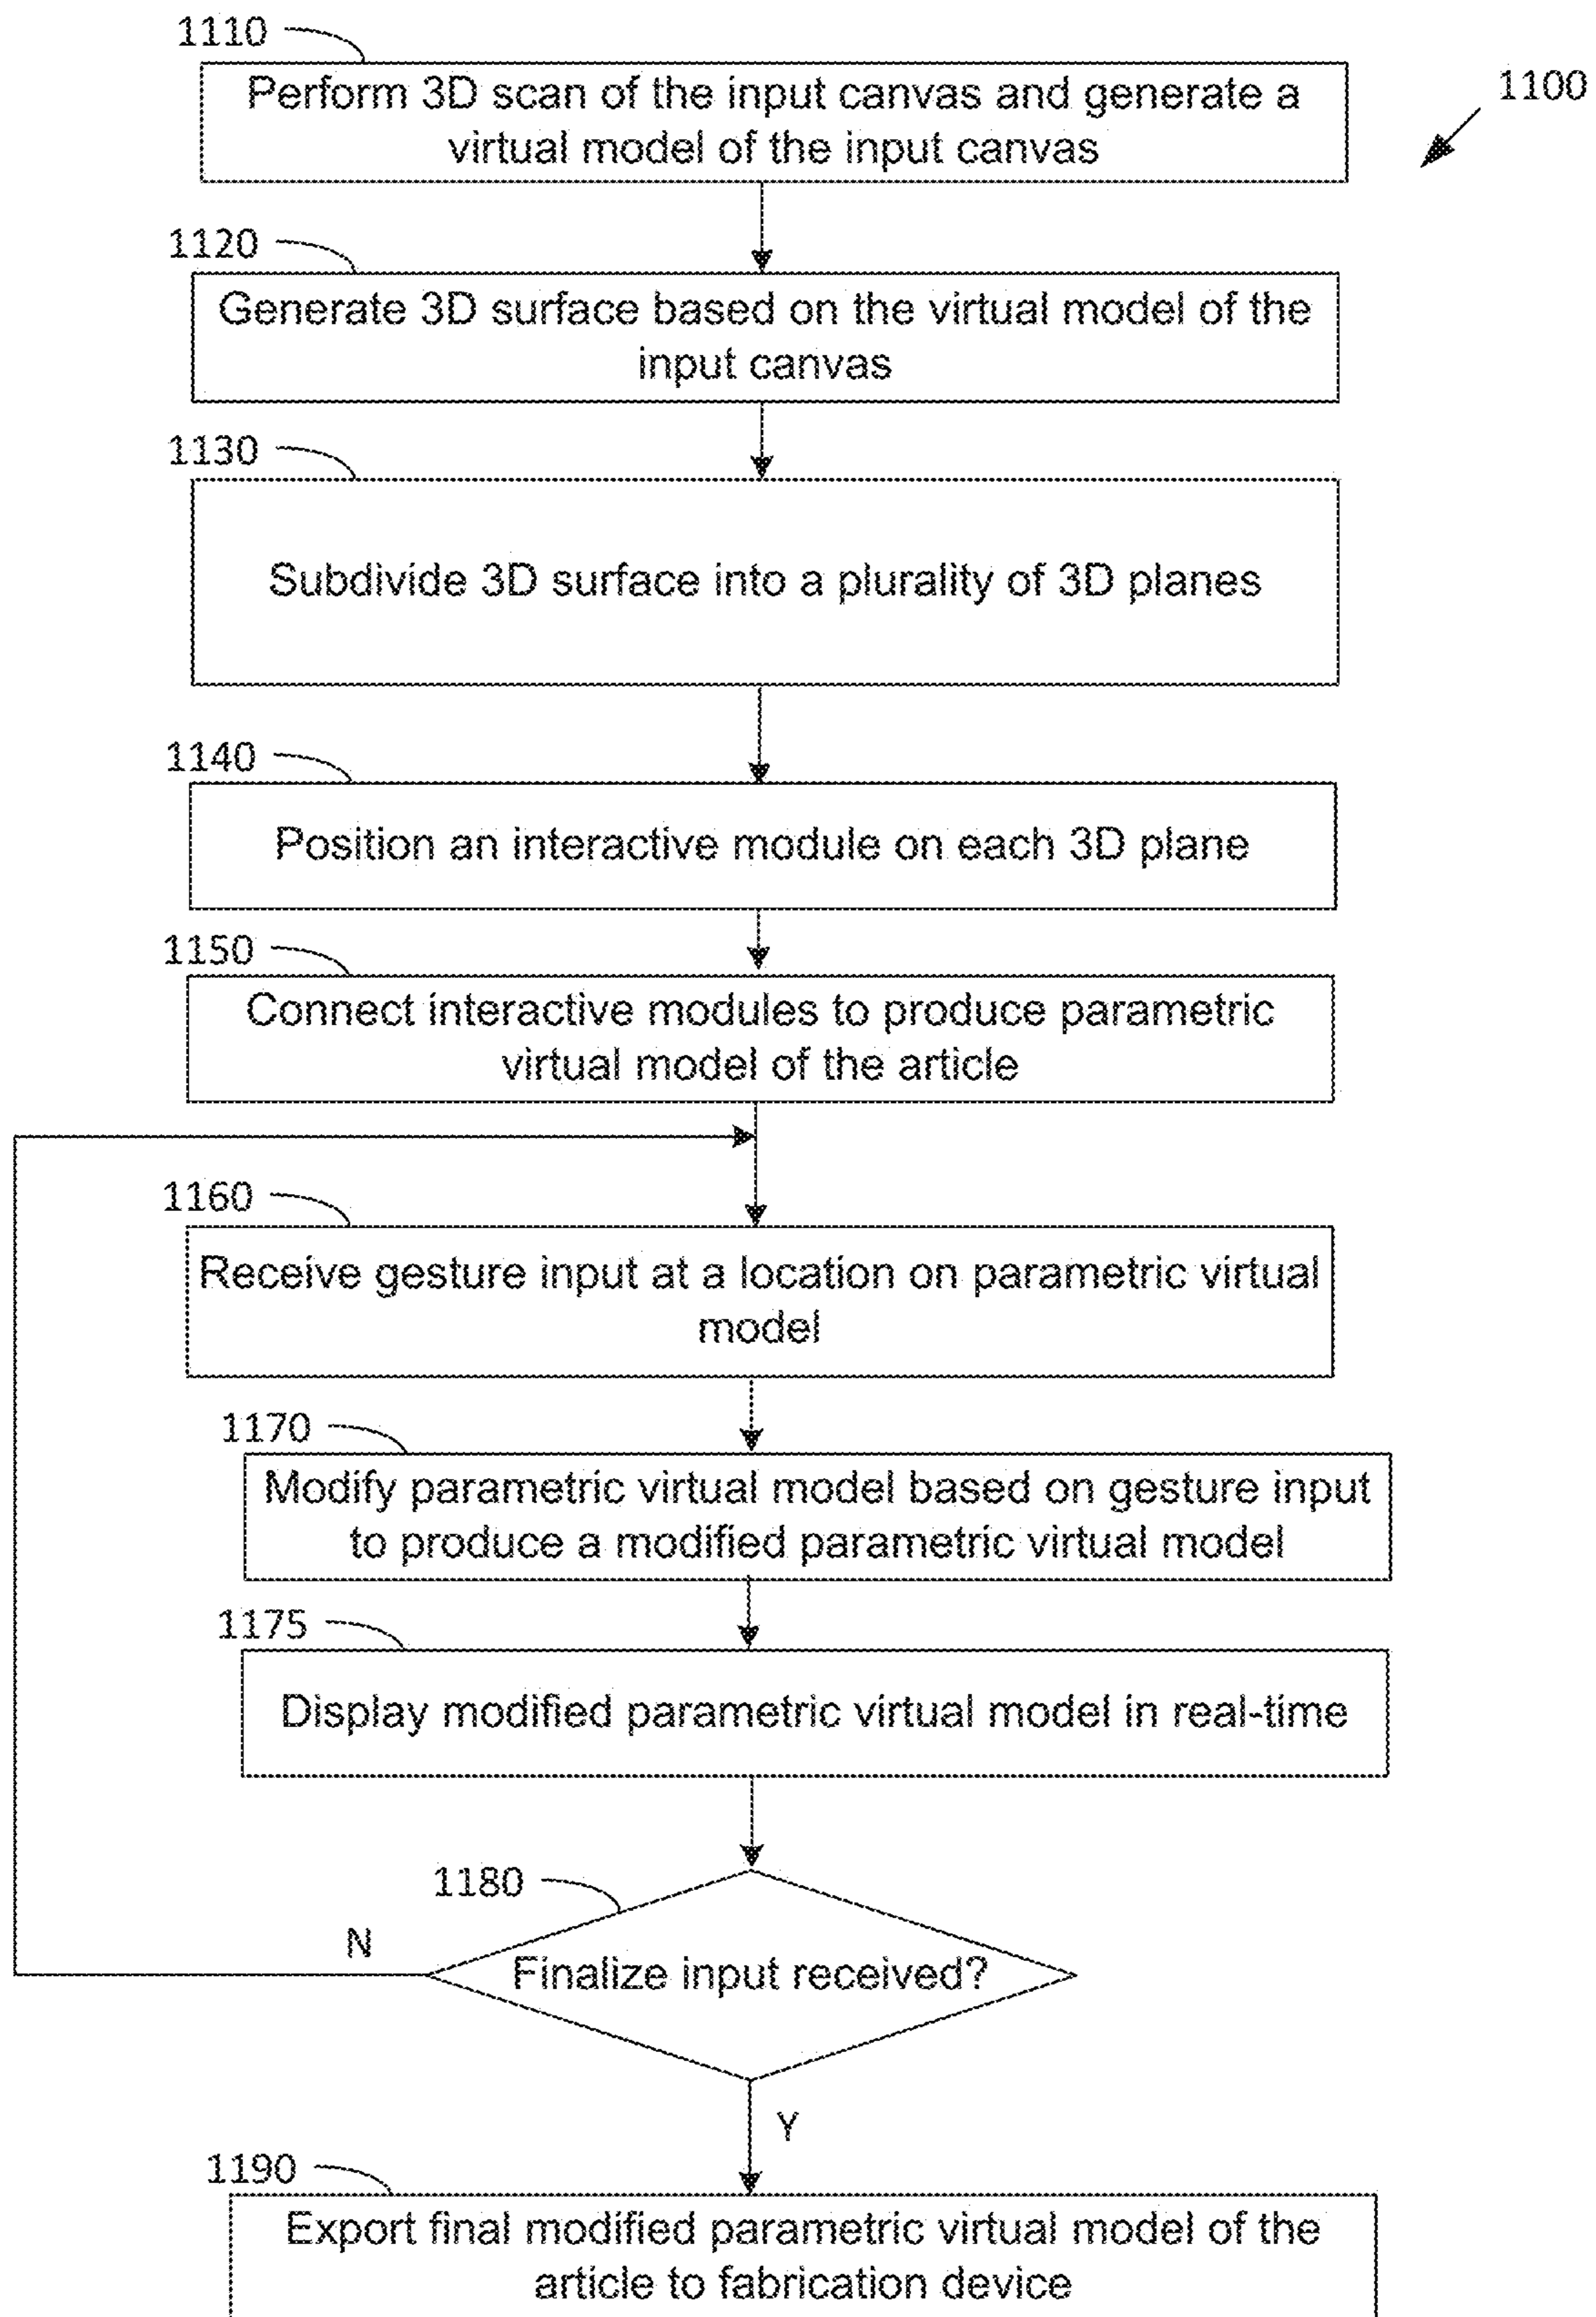 1110
1100
Perform 3D scan of the input canvas and generate a
virtual model of the input canvas
1120
Generate 3D surface based on the virtual model of the
input canvas
1130
Subdivide 3D surface into a plurality of 3D planes
1140
Position an interactive module on each 3D plane
1150
Connect interactive modules to produce parametric
virtual model of the article
1160
Receive gesture input at a location on parametric virtual
model
1170
Modify parametric virtual model based on gesture input
to produce a modified parametric virtual model
1175
Display modified parametric virtual model in real-time
1180
N
Finalize input received?
Y
1190
Export final modified parametric virtual model of the
article to fabrication device